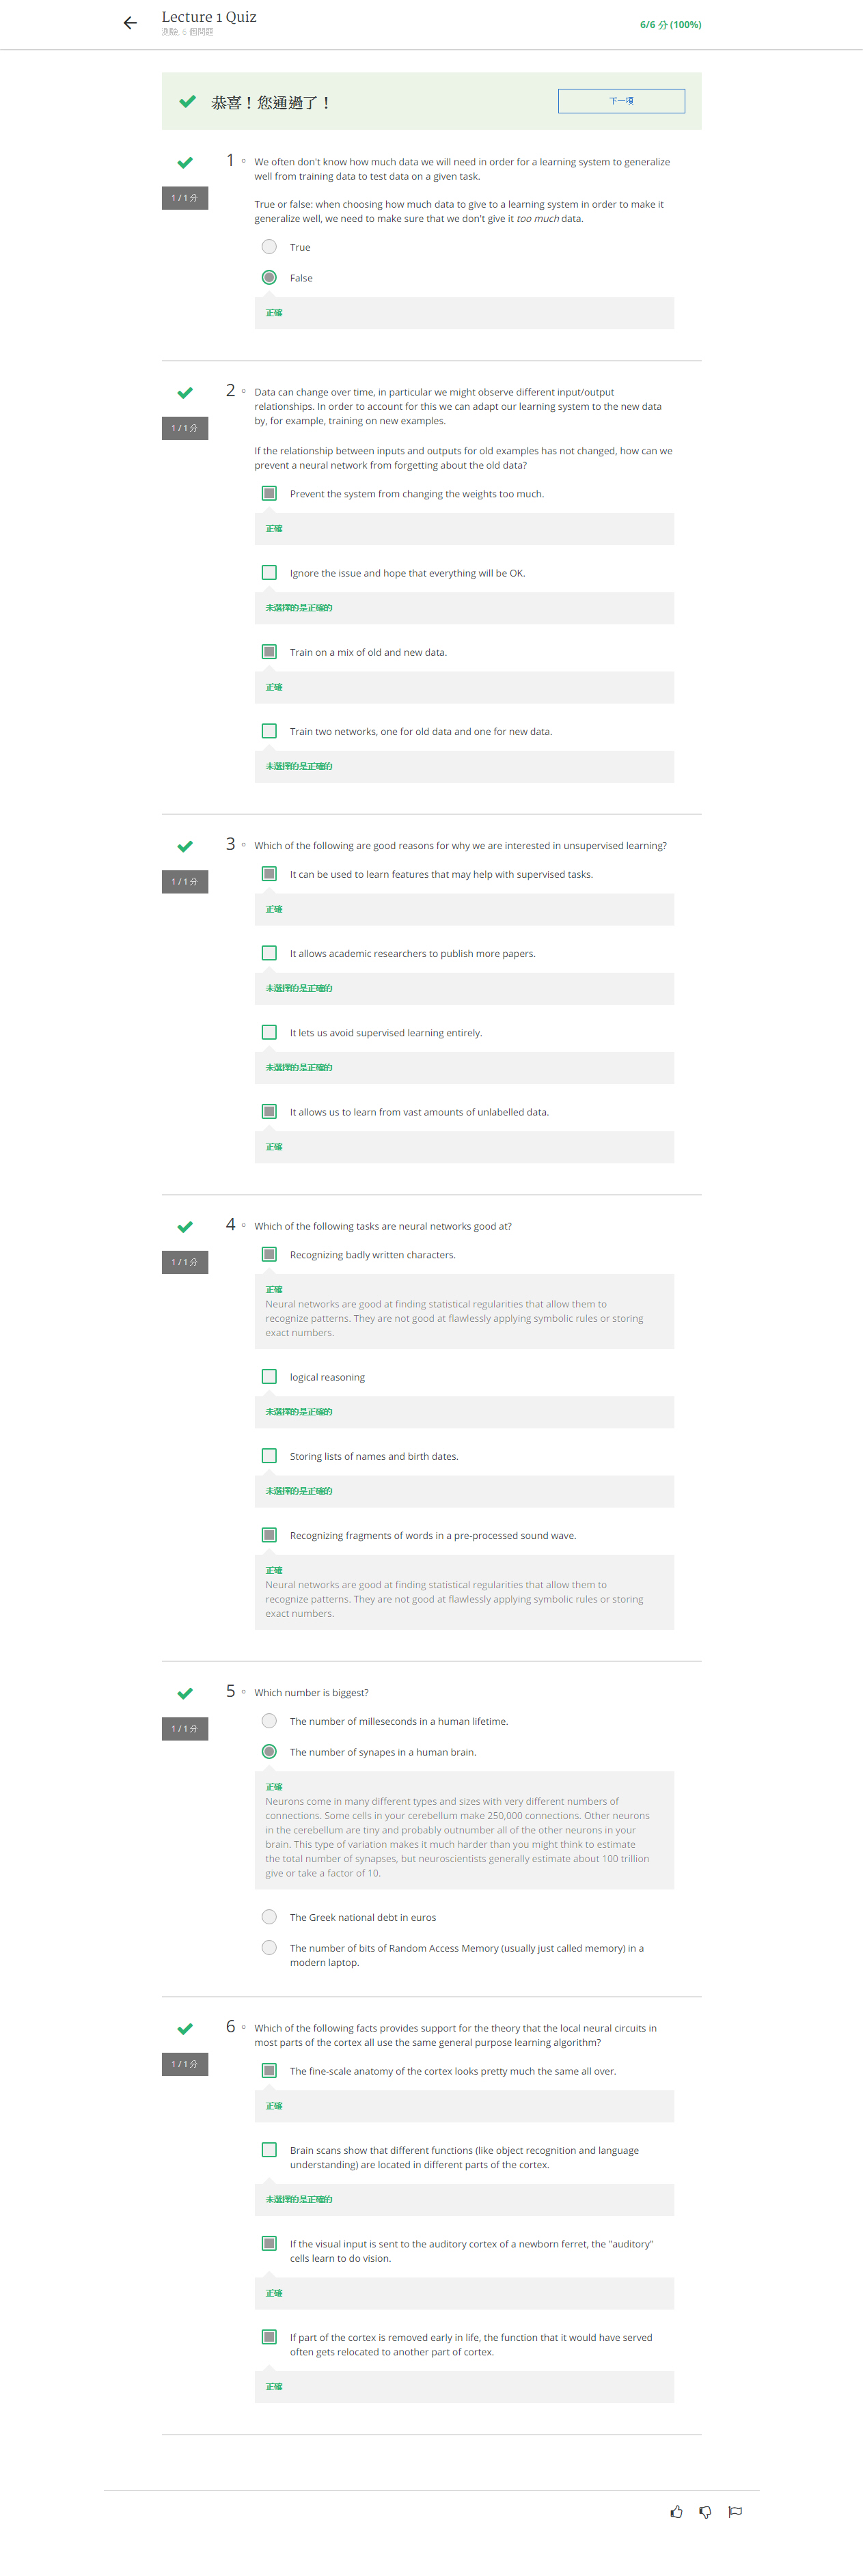 Lecture 1 Quiz
測驗, 6 個問題
6/6 分 (100%)
恭喜！您通過了！
下一項
1
We often don't know how much data we will need in order for a learning system to generalize
well from training data to test data on a given task.
1 / 1 分
True or false: when choosing how much data to give to a learning system in order to make it
generalize well, we need to make sure that we don't give it too much data.
True
False
正確
2
Data can change over time, in particular we might observe different input/output
relationships. In order to account for this we can adapt our learning system to the new data
by, for example, training on new examples.
1 / 1 分
If the relationship between inputs and outputs for old examples has not changed, how can we
prevent a neural network from forgetting about the old data?
Prevent the system from changing the weights too much.
正確
Ignore the issue and hope that everything will be OK.
未選擇的是正確的
Train on a mix of old and new data.
正確
Train two networks, one for old data and one for new data.
未選擇的是正確的
3
Which of the following are good reasons for why we are interested in unsupervised learning?
1 / 1 分
It can be used to learn features that may help with supervised tasks.
正確
It allows academic researchers to publish more papers.
未選擇的是正確的
It lets us avoid supervised learning entirely.
未選擇的是正確的
It allows us to learn from vast amounts of unlabelled data.
正確
4
Which of the following tasks are neural networks good at?
1 / 1 分
Recognizing badly written characters.
正確
Neural networks are good at finding statistical regularities that allow them to
recognize patterns. They are not good at flawlessly applying symbolic rules or storing
exact numbers.
logical reasoning
未選擇的是正確的
Storing lists of names and birth dates.
未選擇的是正確的
Recognizing fragments of words in a pre-processed sound wave.
正確
Neural networks are good at finding statistical regularities that allow them to
recognize patterns. They are not good at flawlessly applying symbolic rules or storing
exact numbers.
5
Which number is biggest?
1 / 1 分
The number of milleseconds in a human lifetime.
The number of synapes in a human brain.
正確
Neurons come in many different types and sizes with very different numbers of
connections. Some cells in your cerebellum make 250,000 connections. Other neurons
in the cerebellum are tiny and probably outnumber all of the other neurons in your
brain. This type of variation makes it much harder than you might think to estimate
the total number of synapses, but neuroscientists generally estimate about 100 trillion
give or take a factor of 10.
The Greek national debt in euros
The number of bits of Random Access Memory (usually just called memory) in a
modern laptop.
6
Which of the following facts provides support for the theory that the local neural circuits in
most parts of the cortex all use the same general purpose learning algorithm?
1 / 1 分
The fine-scale anatomy of the cortex looks pretty much the same all over.
正確
Brain scans show that different functions (like object recognition and language
understanding) are located in different parts of the cortex.
未選擇的是正確的
If the visual input is sent to the auditory cortex of a newborn ferret, the "auditory"
cells learn to do vision.
正確
If part of the cortex is removed early in life, the function that it would have served
often gets relocated to another part of cortex.
正確